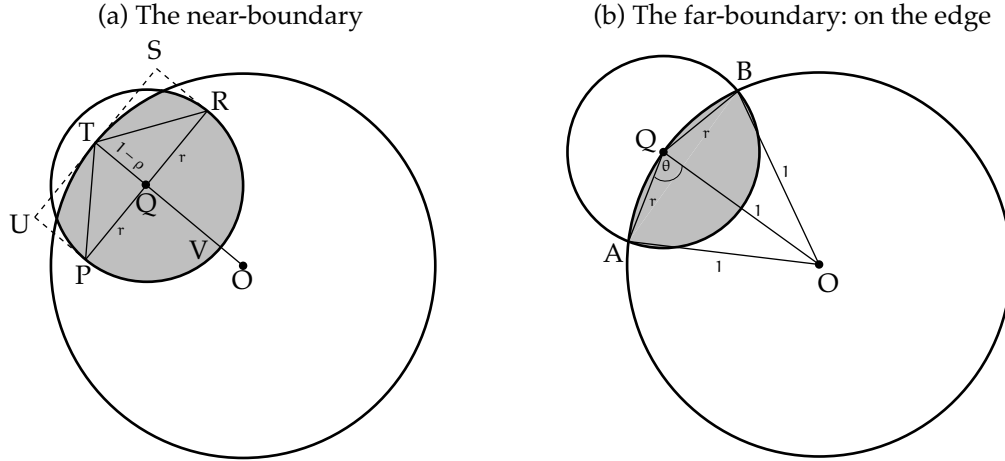 (a) The near-boundary
(b) The far-boundary: on the edge
S
R
T
1 − ρ
r
Q
U
r
P
V
O
B
r
Q
θ
1
r
1
A
1
O